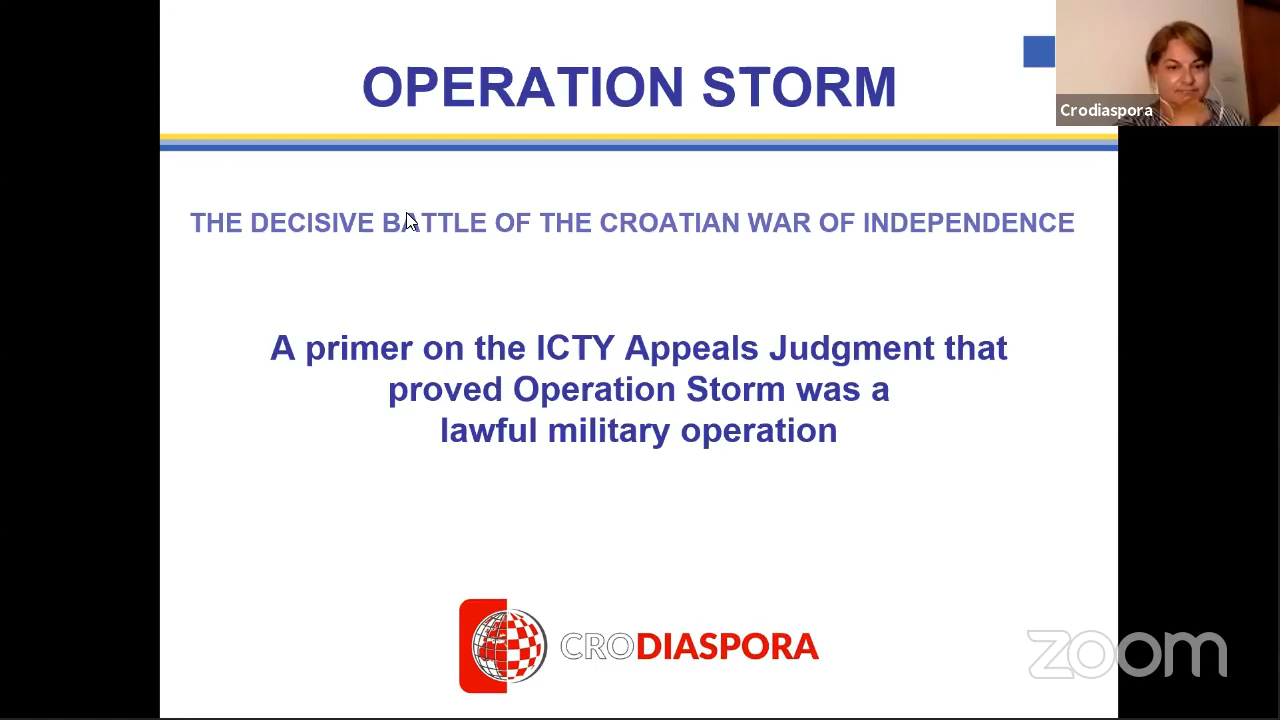 OPERATION STORM
Crodiaspora
THE DECISIVE BATTLE OF THE CROATIAN WAR OF INDEPENDENCE
A primer on the ICTY Appeals Judgment that
proved Operation Storm was a
lawful military operation
CRODIASPORA
zoom